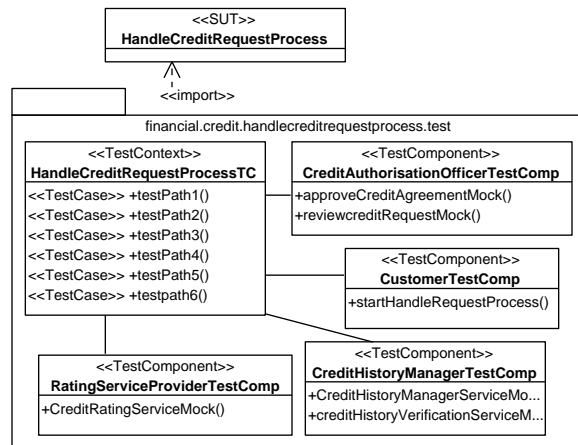 <<SUT>>
HandleCreditRequestProcess
<<import>>
financial.credit.handlecreditrequestprocess.test
<<TestContext>>
HandleCreditRequestProcessTC
<<TestCase>> +testPath1()
<<TestCase>> +testPath2()
<<TestCase>> +testPath3()
<<TestCase>> +testPath4()
<<TestCase>> +testPath5()
<<TestCase>> +testpath6()
<<TestComponent>>
CreditAuthorisationOfficerTestComp
+approveCreditAgreementMock()
+reviewcreditRequestMock()
<<TestComponent>>
CustomerTestComp
+startHandleRequestProcess()
<<TestComponent>>
RatingServiceProviderTestComp
+CreditRatingServiceMock()
<<TestComponent>>
CreditHistoryManagerTestComp
+CreditHistoryManagerServiceMo...
+creditHistoryVerificationServiceM...